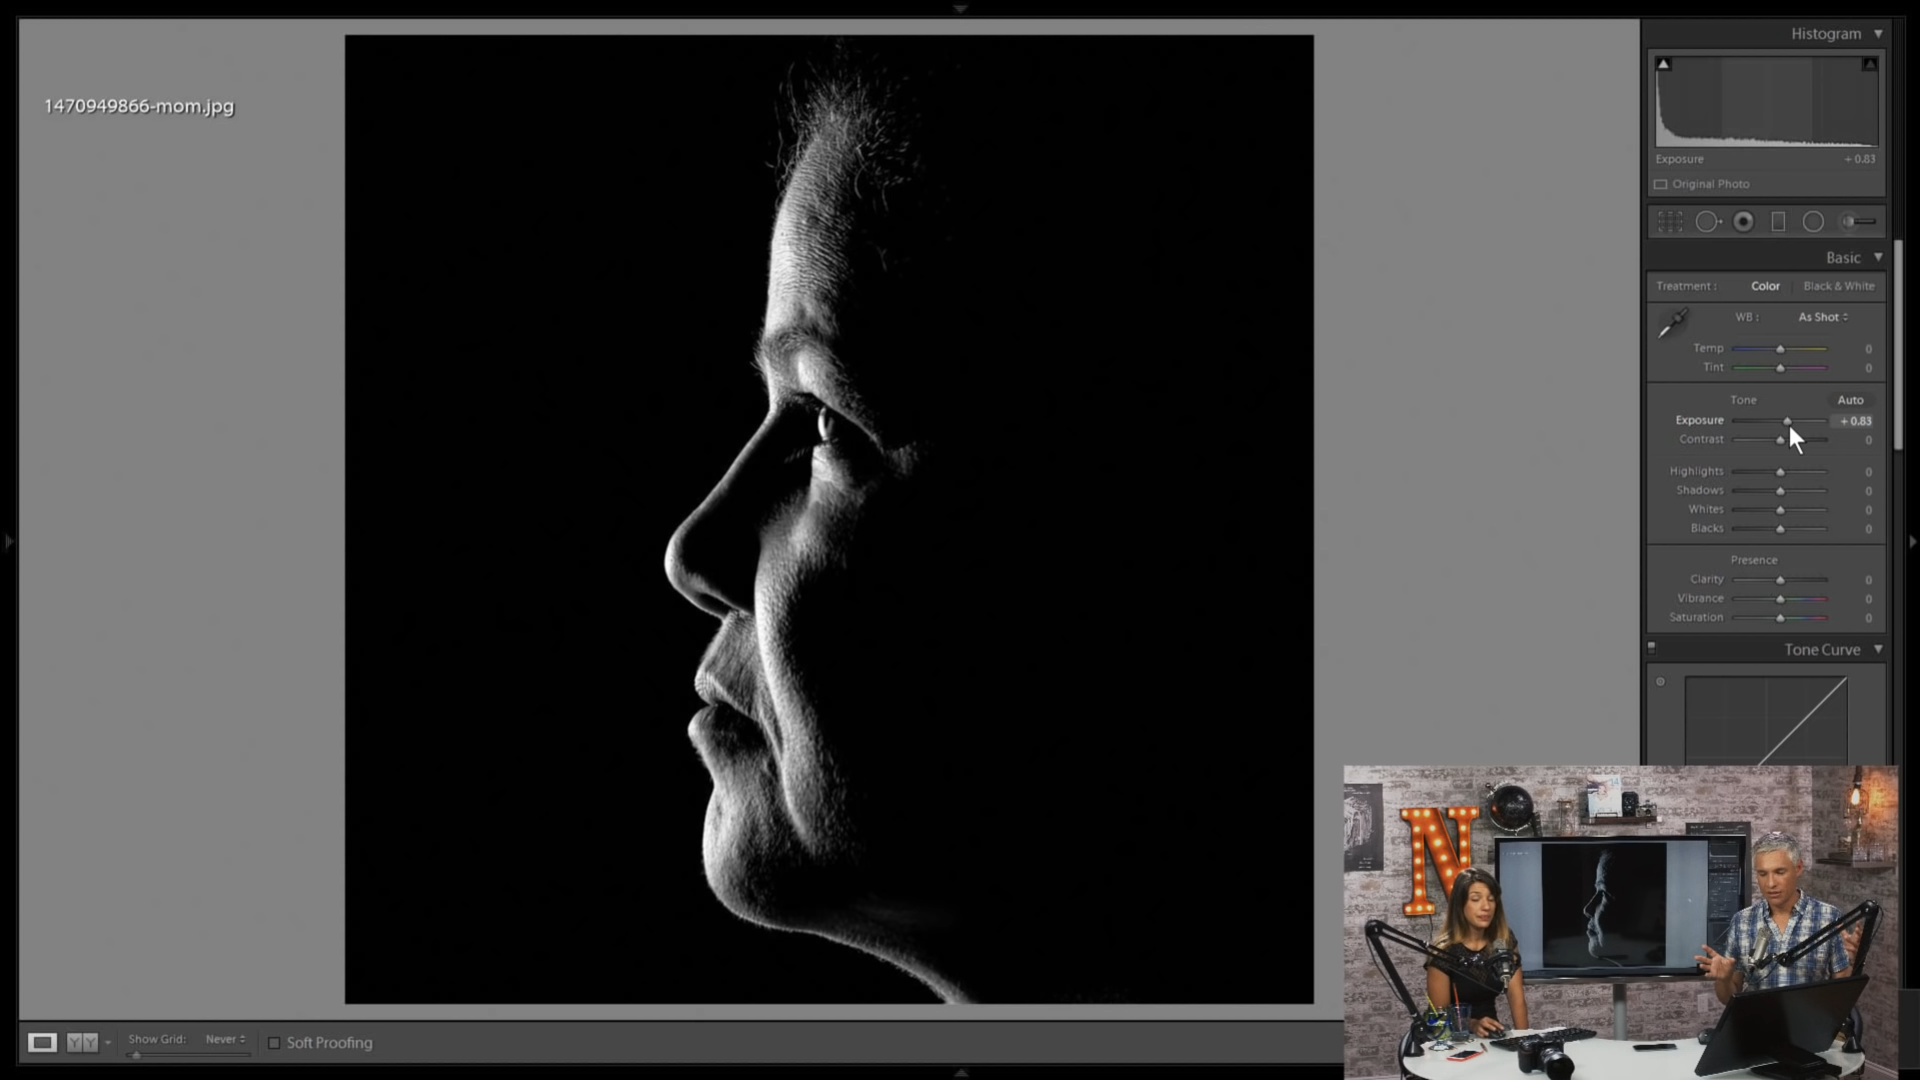 Histogram
1470949866-mom.jpg
Exposure + 0.83
Original Photo
Basic
Treatment : Color Black & White
WB : As Shot
Temp 0
Tint 0
Tone Auto
Exposure + 0.83
Contrast 0
Highlights 0
Shadows 0
Whites 0
Blacks 0
Presence
Clarity 0
Vibrance 0
Saturation 0
Tone Curve
N
Y Y Show Grid: Never Soft Proofing